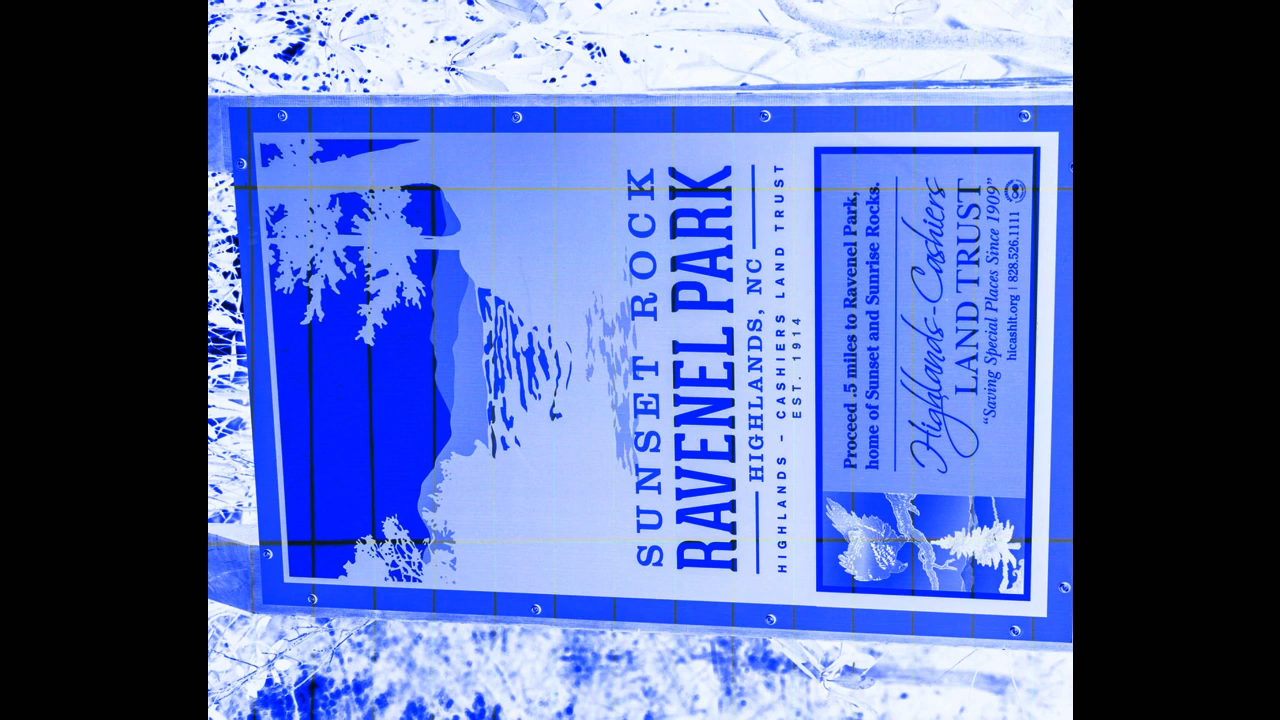 SUNSET ROCK
RAVENEL PARK
HIGHLANDS, NC
HIGHLANDS - CASHIERS LAND TRUST
EST. 1914
Proceed .5 miles to Ravenel Park,
home of Sunset and Sunrise Rocks.
Highlands-Cashiers
LAND TRUST
"Saving Special Places Since 1909"
hicashlt.org | 828.526.1111